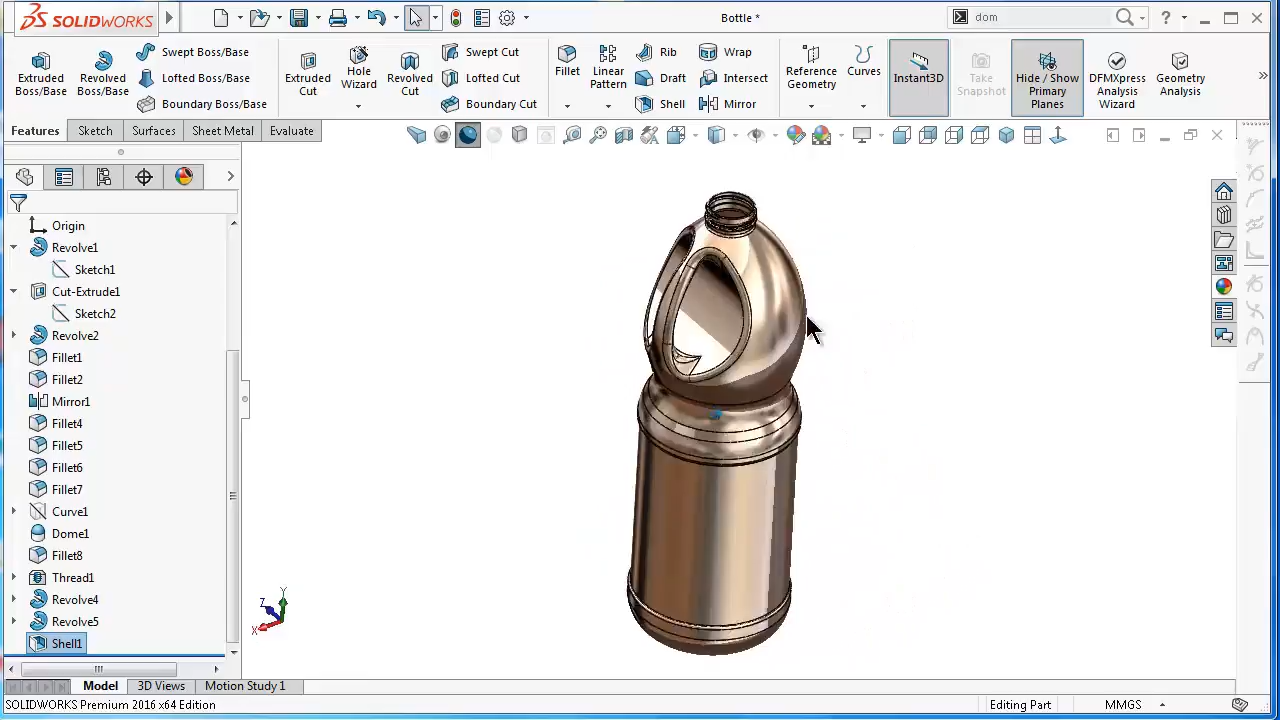 SOLIDWORKS
Bottle *
dom
Extruded Boss/Base
Revolved Boss/Base
Swept Boss/Base
Lofted Boss/Base
Boundary Boss/Base
Extruded Cut
Hole Wizard
Revolved Cut
Swept Cut
Lofted Cut
Boundary Cut
Fillet
Linear Pattern
Rib
Draft
Shell
Wrap
Intersect
Mirror
Reference Geometry
Curves
Instant3D
Take Snapshot
Hide / Show Primary Planes
DFMXpress Analysis Wizard
Geometry Analysis
Features
Sketch
Surfaces
Sheet Metal
Evaluate
Origin
Revolve1
Sketch1
Cut-Extrude1
Sketch2
Revolve2
Fillet1
Fillet2
Mirror1
Fillet4
Fillet5
Fillet6
Fillet7
Curve1
Dome1
Fillet8
Thread1
Revolve4
Revolve5
Shell1
Y
Z
X
Model
3D Views
Motion Study 1
SOLIDWORKS Premium 2016 x64 Edition
Editing Part
MMGS